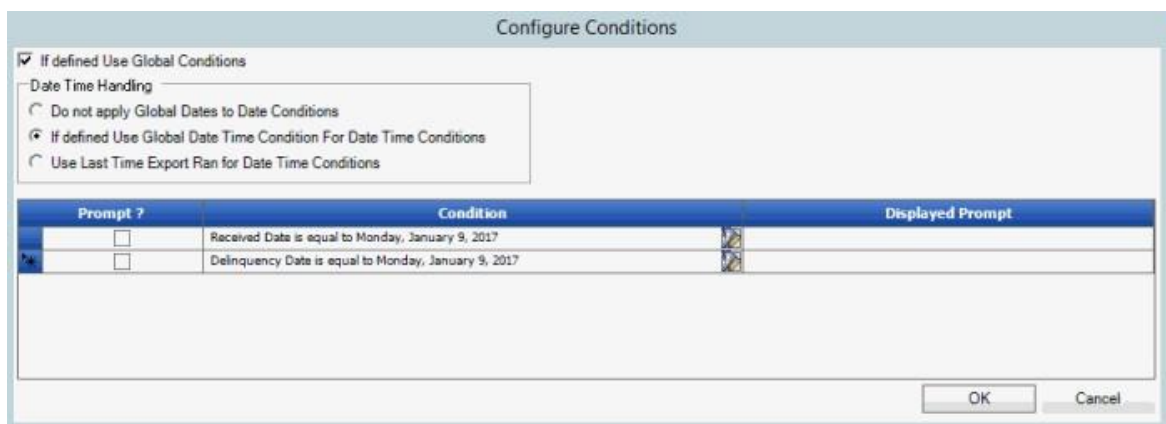 Configure Conditions
If defined Use Global Conditions
Date Time Handling
Do not apply Global Dates to Date Conditions
If defined Use Global Date Time Condition For Date Time Conditions
Use Last Time Export Ran for Date Time Conditions
Prompt ? Condition Displayed Prompt
Received Date is equal to Monday, January 9, 2017
Delinquency Date is equal to Monday, January 9, 2017
OK Cancel